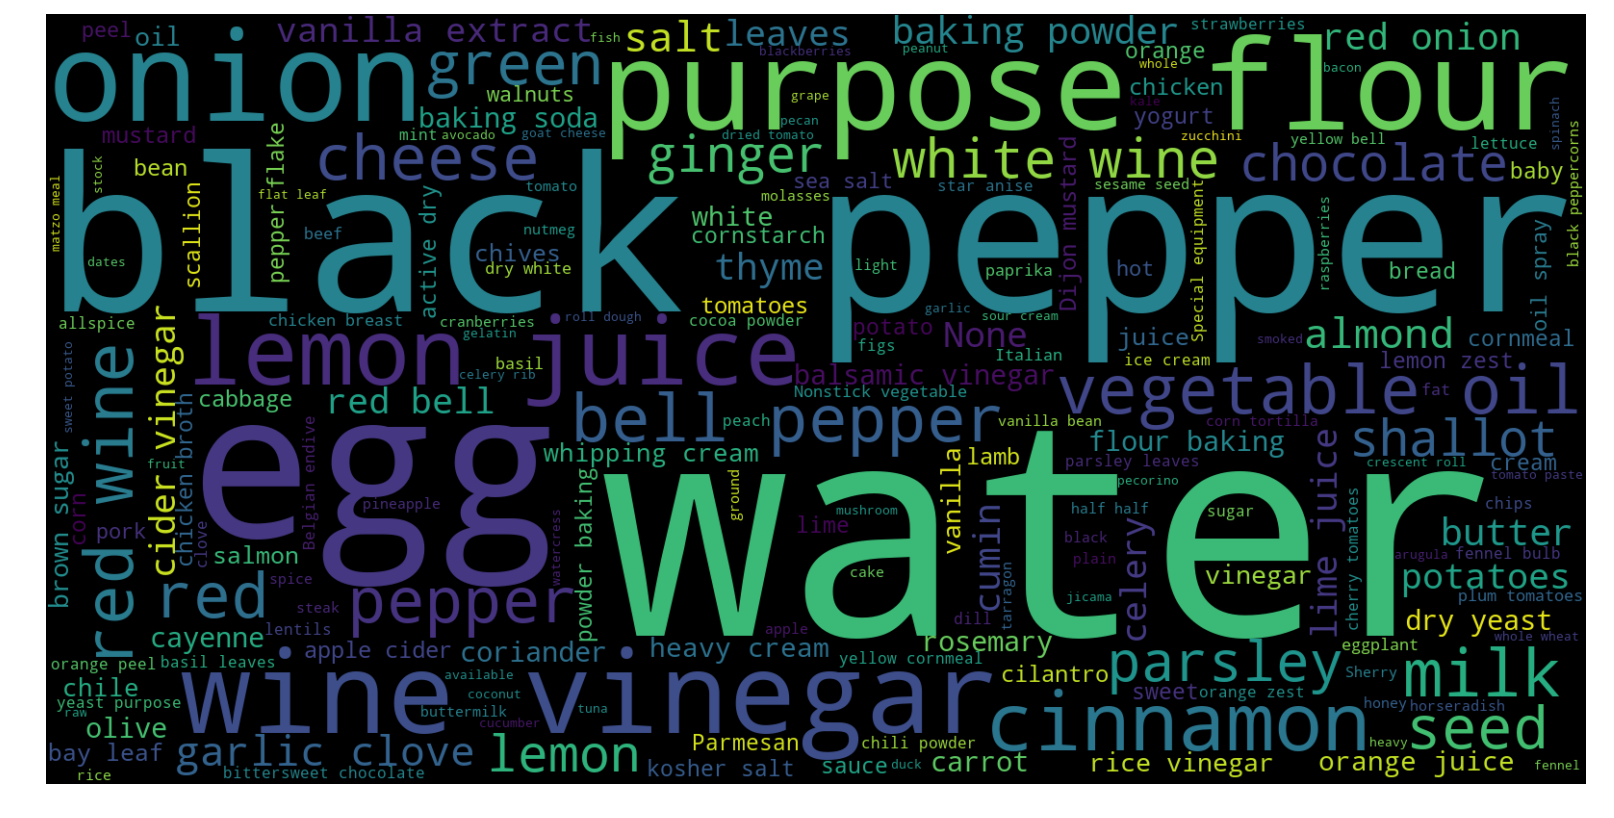 peel
oil
vanilla extract
fish
salt
leaves
baking powder
strawberries
onion
green
purpose flour
blackberries
peanut
orange
whole
red onion
bacon
walnuts
grape
chicken
kale
yogurt
mustard
baking soda
mint
avocado
goat cheese
pecan
dried tomato
zucchini
yellow bell
lettuce
spinach
black peppercorns
matzo meal
stock
bean
scallion
pepper flake
cheese
ginger
white wine
chocolate
baby
flat leaf
active dry
tomato
molasses
sea salt
star anise
sesame seed
Dijon mustard
Special equipment
raspberries
oil spray
black pepper
beef
chives
nutmeg
white
cornstarch
dates
dry white
thyme
light
paprika
hot
bread
tomatoes
garlic
allspice
chicken breast
cranberries
roll dough
cocoa powder
sour cream
potato
None
juice
smoked
almond
cornmeal
gelatin
lemon juice
figs
Italian
ice cream
lemon zest
basil
celery rib
balsamic vinegar
sweet potato
red wine
cider vinegar
cabbage
red bell
Nonstick vegetable
vegetable oil
fat
bell pepper
peach
vanilla bean
corn tortilla
brown sugar
corn
chicken broth
Belgian endive
egg
whipping cream
flour baking
shallot
fruit
lamb
parsley leaves
crescent roll
cream
tomato paste
clove
pineapple
ground
vanilla
pecorino
pork
watercress
powder baking
water
mushroom
lime
cumin
half half
sugar
lime juice
cherry tomatoes
chips
butter
black
salmon
plain
arugula
fennel bulb
red
spice
pepper
cake
vinegar
potatoes
steak
tarragon
jicama
celery
plum tomatoes
cayenne
lentils
apple
dill
dry yeast
rosemary
whole wheat
orange peel
basil leaves
apple cider
coriander
heavy cream
yellow cornmeal
eggplant
chile
available
cilantro
parsley
Sherry
milk
yeast purpose
wine vinegar
coconut
sweet
orange zest
raw
buttermilk
tuna
honey
horseradish
olive
cucumber
cinnamon
seed
bay leaf
garlic clove
lemon
Parmesan
chili powder
heavy
rice
bittersweet chocolate
kosher salt
sauce
duck
carrot
rice vinegar
orange juice
fennel